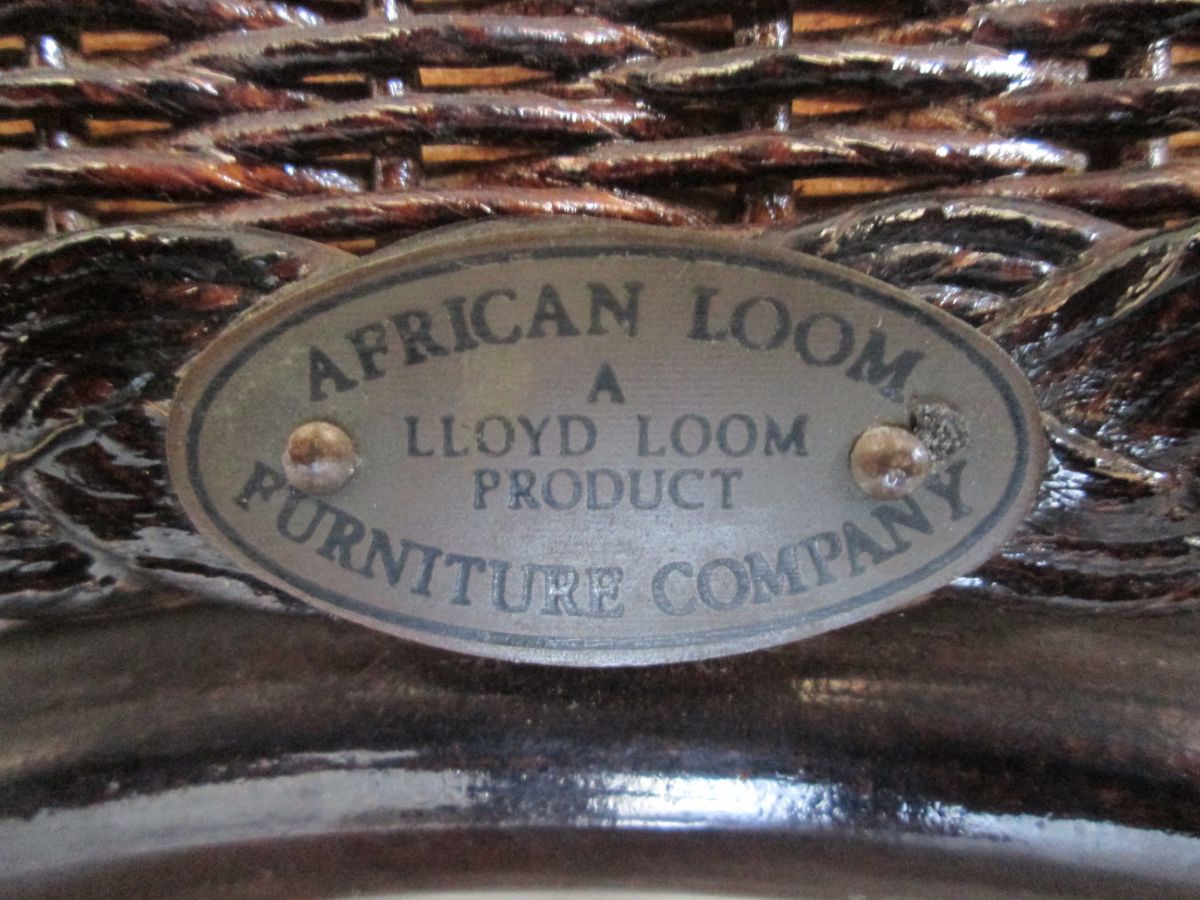 AFRICAN LOOM
A
LLOYD LOOM
PRODUCT
FURNITURE COMPANY